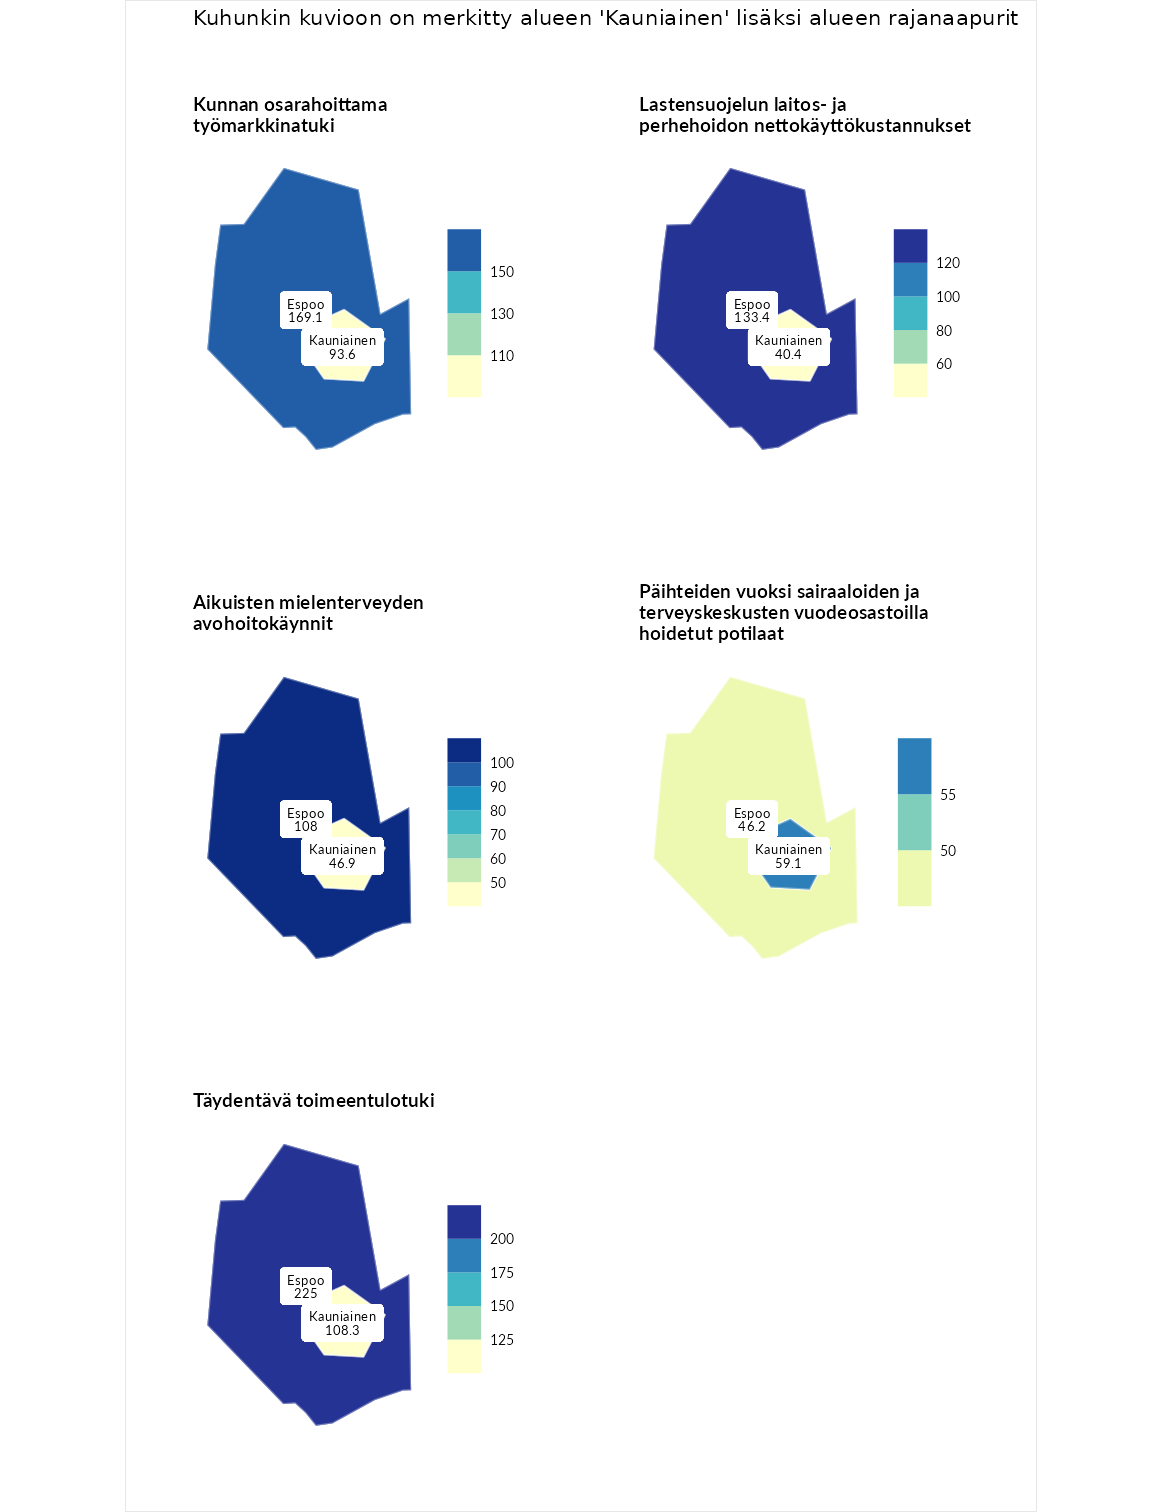 Kuhunkin kuvioon on merkitty alueen 'Kauniainen' lisäksi alueen rajanaapurit
Kunnan osarahoittama
työmarkkinatuki
Espoo
169.1
Kauniainen
93.6
150
130
110
Lastensuojelun laitos- ja
perhehoidon nettokäyttökustannukset
Espoo
133.4
Kauniainen
40.4
120
100
80
60
Aikuisten mielenterveyden
avohoitokäynnit
Espoo
108
Kauniainen
46.9
100
90
80
70
60
50
Päihteiden vuoksi sairaaloiden ja
terveyskeskusten vuodeosastoilla
hoidetut potilaat
Espoo
46.2
Kauniainen
59.1
55
50
Täydentävä toimeentulotuki
Espoo
225
Kauniainen
108.3
200
175
150
125